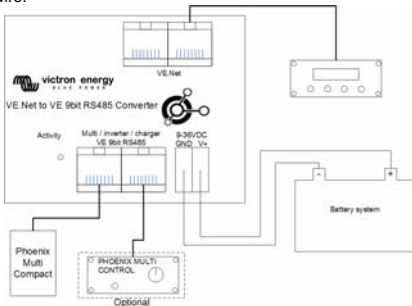 wire.
VE.Net
victron energy
BLUE POWER
VE.Net to VE 9bit RS485 Converter
Activity
Multi / inverter / charger
VE 9bit RS485
9-36VDC
GND V+
- +
Battery system
Phoenix
Multi
Compact
PHOENIX MULTI
CONTROL
Optional